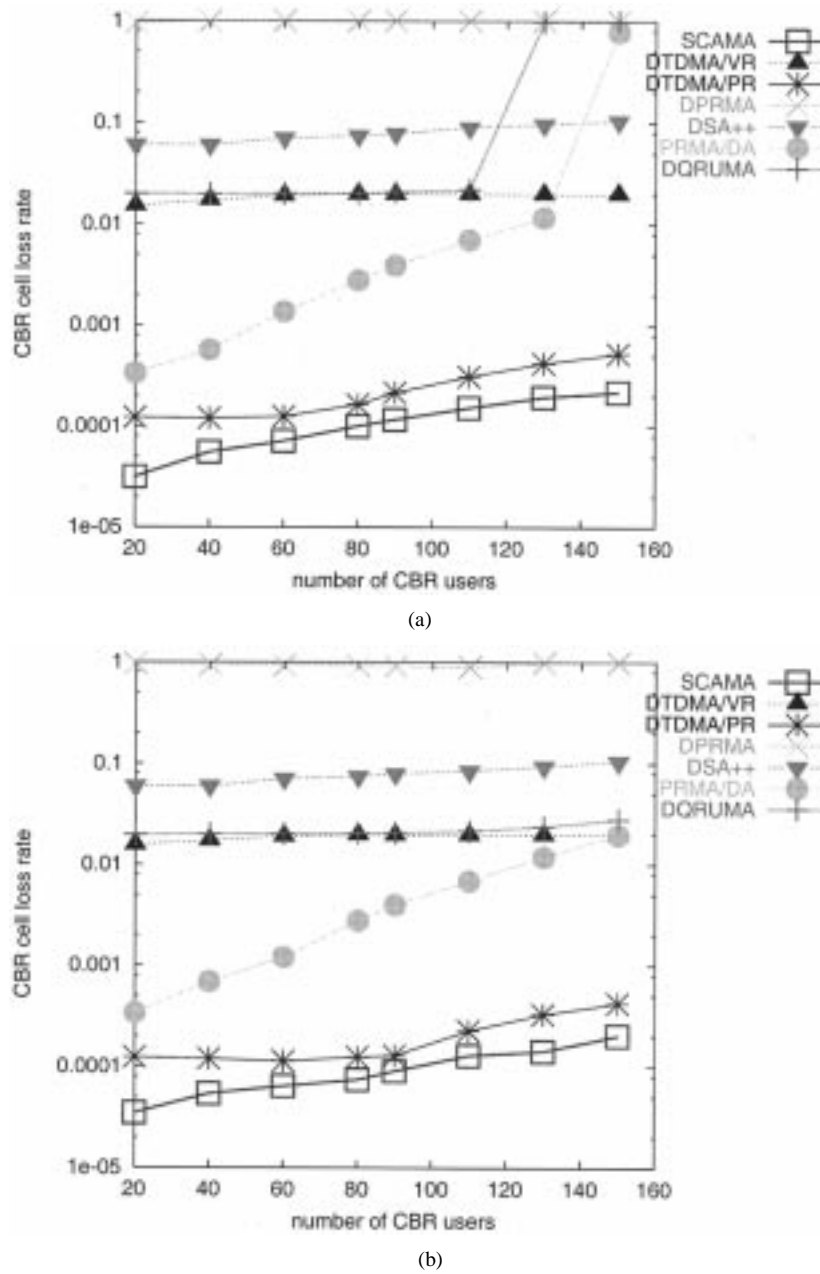 1
0.1
0.01
0.001
0.0001
1e-05
CBR cell loss rate
20 40 60 80 100 120 140 160
number of CBR users
SCAMA
DTDMA/VR
DTDMA/PR
DPRMA
DSA++
PRMA/DA
DQRUMA
(a)
1
0.1
0.01
0.001
0.0001
1e-05
CBR cell loss rate
20 40 60 80 100 120 140 160
number of CBR users
SCAMA
DTDMA/VR
DTDMA/PR
DPRMA
DSA++
PRMA/DA
DQRUMA
(b)